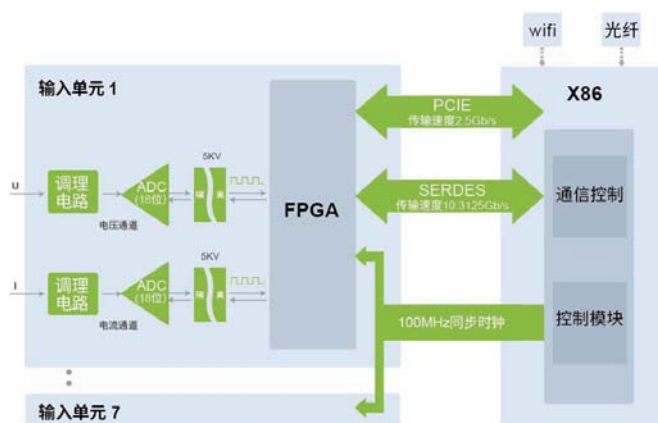 wifi
光纤
输入单元 1
X86
PCIE
传输速度2.5Gb/s
5KV
U
调理
电路
ADC
(18位)
隔 离
电压通道
FPGA
SERDES
传输速度10.3125Gb/s
通信控制
5KV
I
调理
电路
ADC
(18位)
隔 离
电流通道
100MHz同步时钟
控制模块
输入单元 7